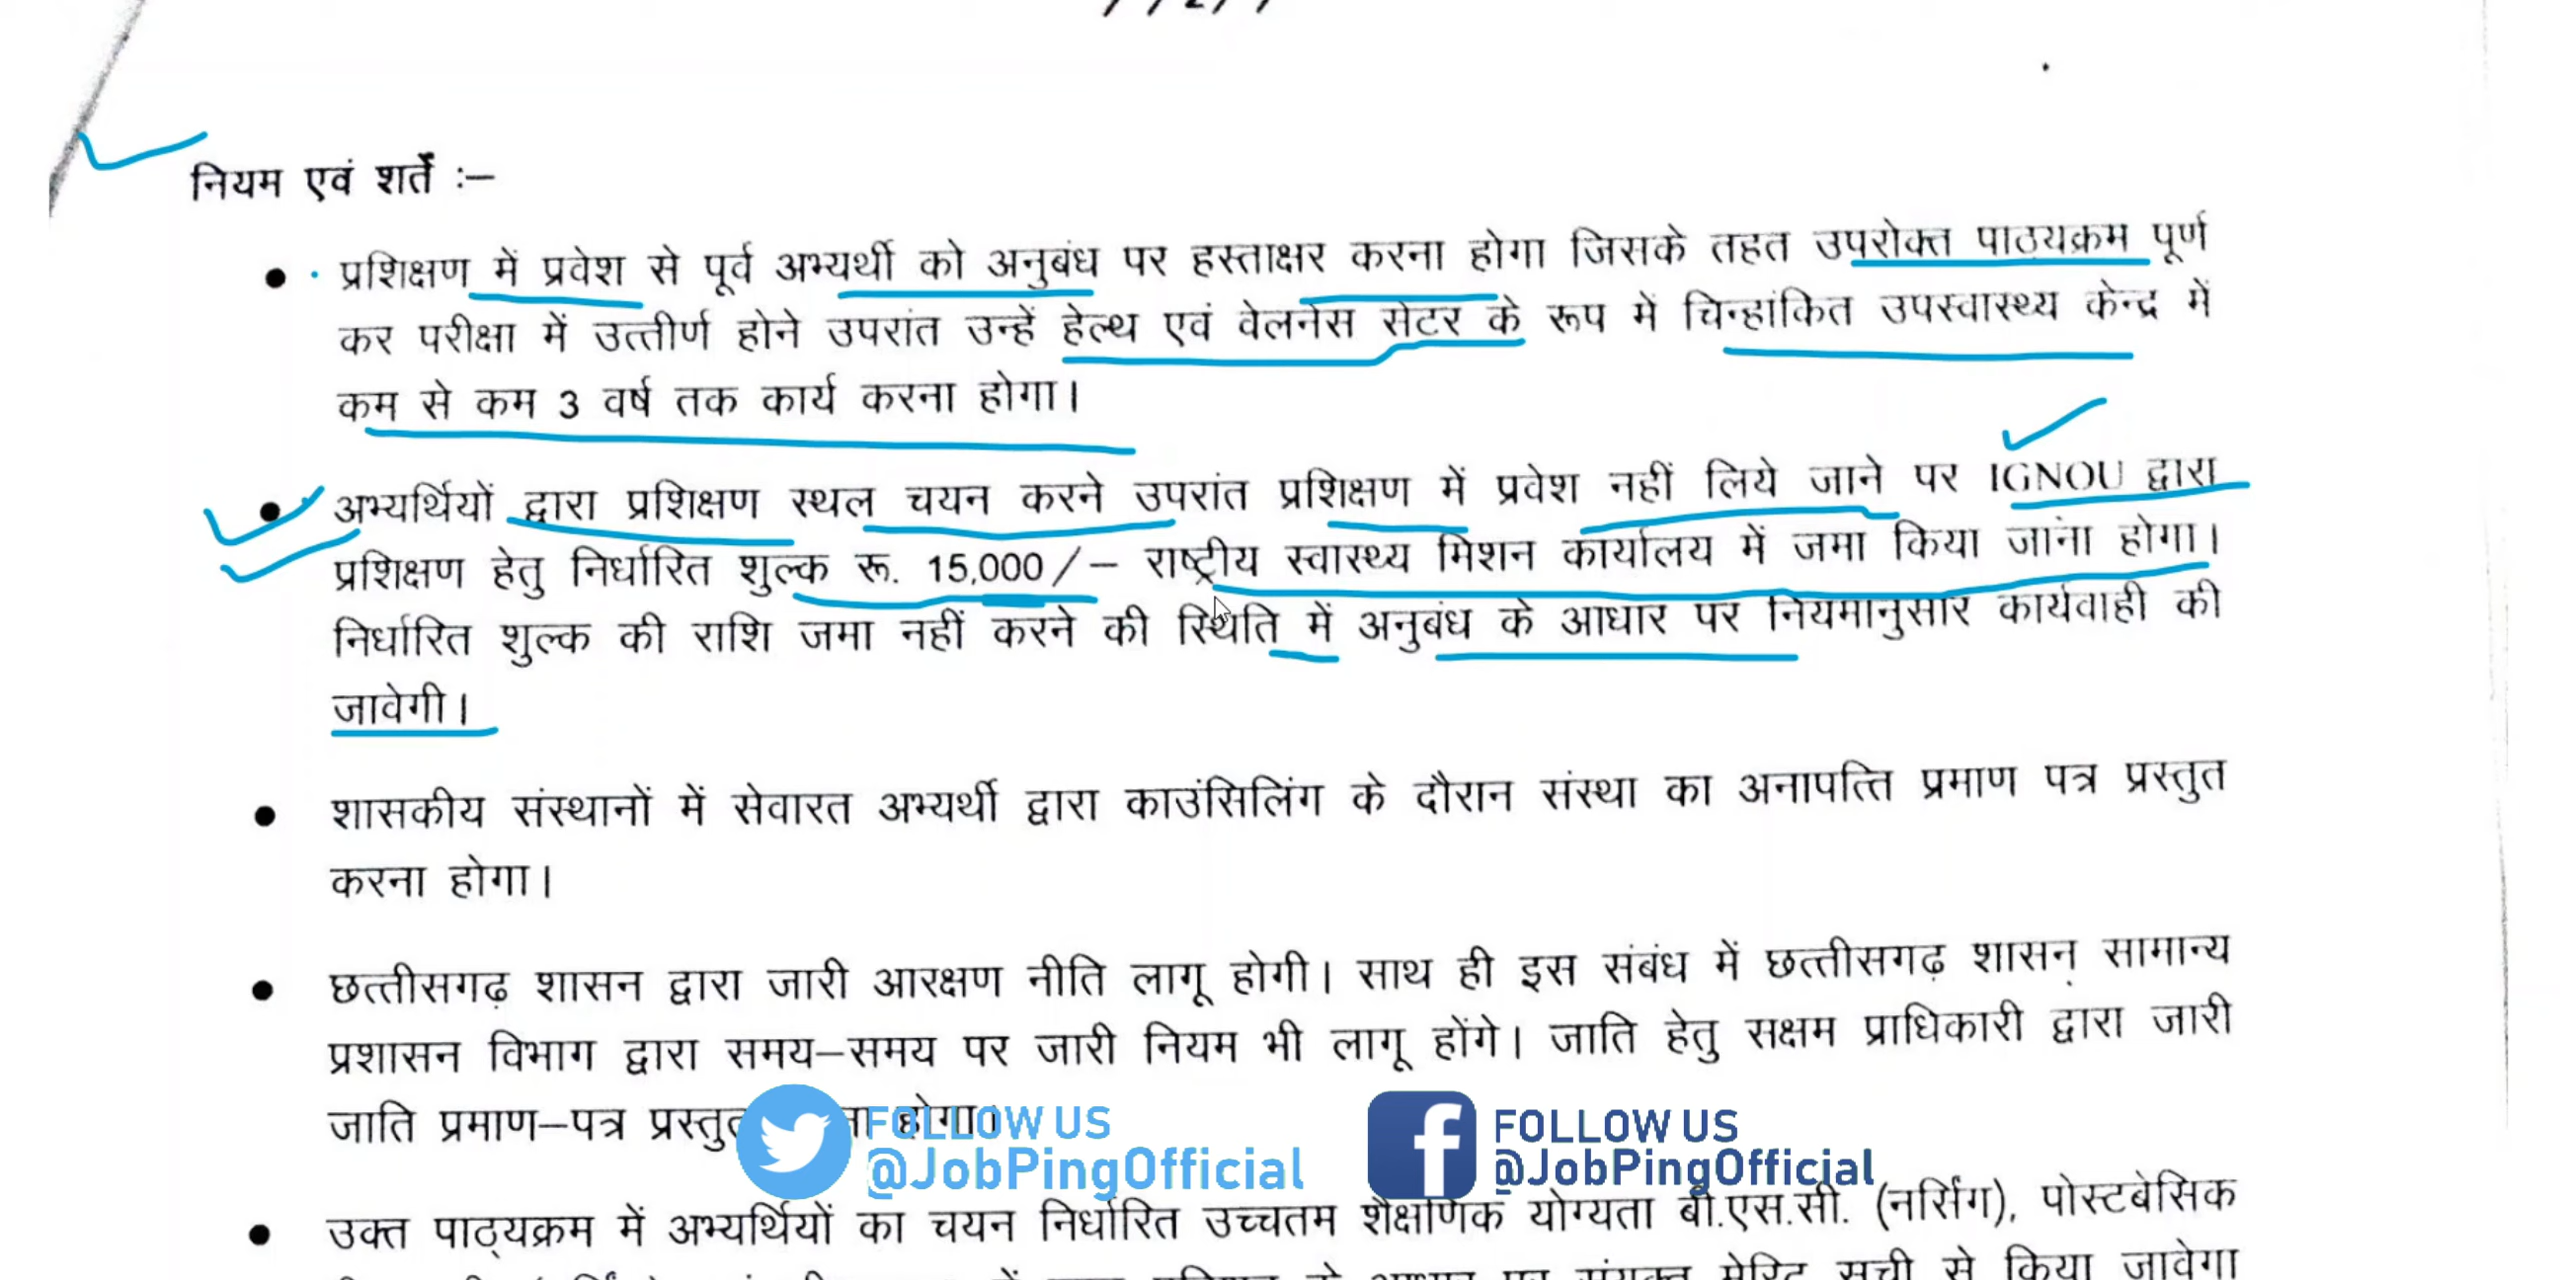 नियम एवं शर्ते :–
प्रशिक्षण में प्रवेश से पूर्व अभ्यर्थी को अनुबंध पर हस्ताक्षर करना होगा जिसके तहत उपरोक्त पाठयक्रम पूर्ण
कर परीक्षा में उत्तीर्ण होने उपरांत उन्हें हेल्थ एवं वेलनेस सेटर के रूप में चिन्हांकित उपस्वास्थ्य केन्द्र में
कम से कम 3 वर्ष तक कार्य करना होगा।
अभ्यर्थियों द्वारा प्रशिक्षण स्थल चयन करने उपरांत प्रशिक्षण में प्रवेश नहीं लिये जाने पर IGNOU द्वारा
प्रशिक्षण हेतु निर्धारित शुल्क रू. 15,000/– राष्ट्रीय स्वास्थ्य मिशन कार्यालय में जमा किया जाना होगा।
निर्धारित शुल्क की राशि जमा नहीं करने की स्थिति में अनुबंध के आधार पर नियमानुसार कार्यवाही की
जावेगी।
शासकीय संस्थानों में सेवारत अभ्यर्थी द्वारा काउंसिलिंग के दौरान संस्था का अनापत्ति प्रमाण पत्र प्रस्तुत
करना होगा।
छत्तीसगढ़ शासन द्वारा जारी आरक्षण नीति लागू होगी। साथ ही इस संबंध में छत्तीसगढ़ शासन सामान्य
प्रशासन विभाग द्वारा समय–समय पर जारी नियम भी लागू होंगे। जाति हेतु सक्षम प्राधिकारी द्वारा जारी
जाति प्रमाण–पत्र प्रस्तुत होगा।
FOLLOW US
@JobPingOfficial
FOLLOW US
@JobPingOfficial
उक्त पाठ्यक्रम में अभ्यर्थियों का चयन निर्धारित उच्चतम शैक्षणिक योग्यता बी.एस.सी. (नर्सिंग), पोस्टबेसिक
संयुक्त मेरिट सूची से किया जावेगा